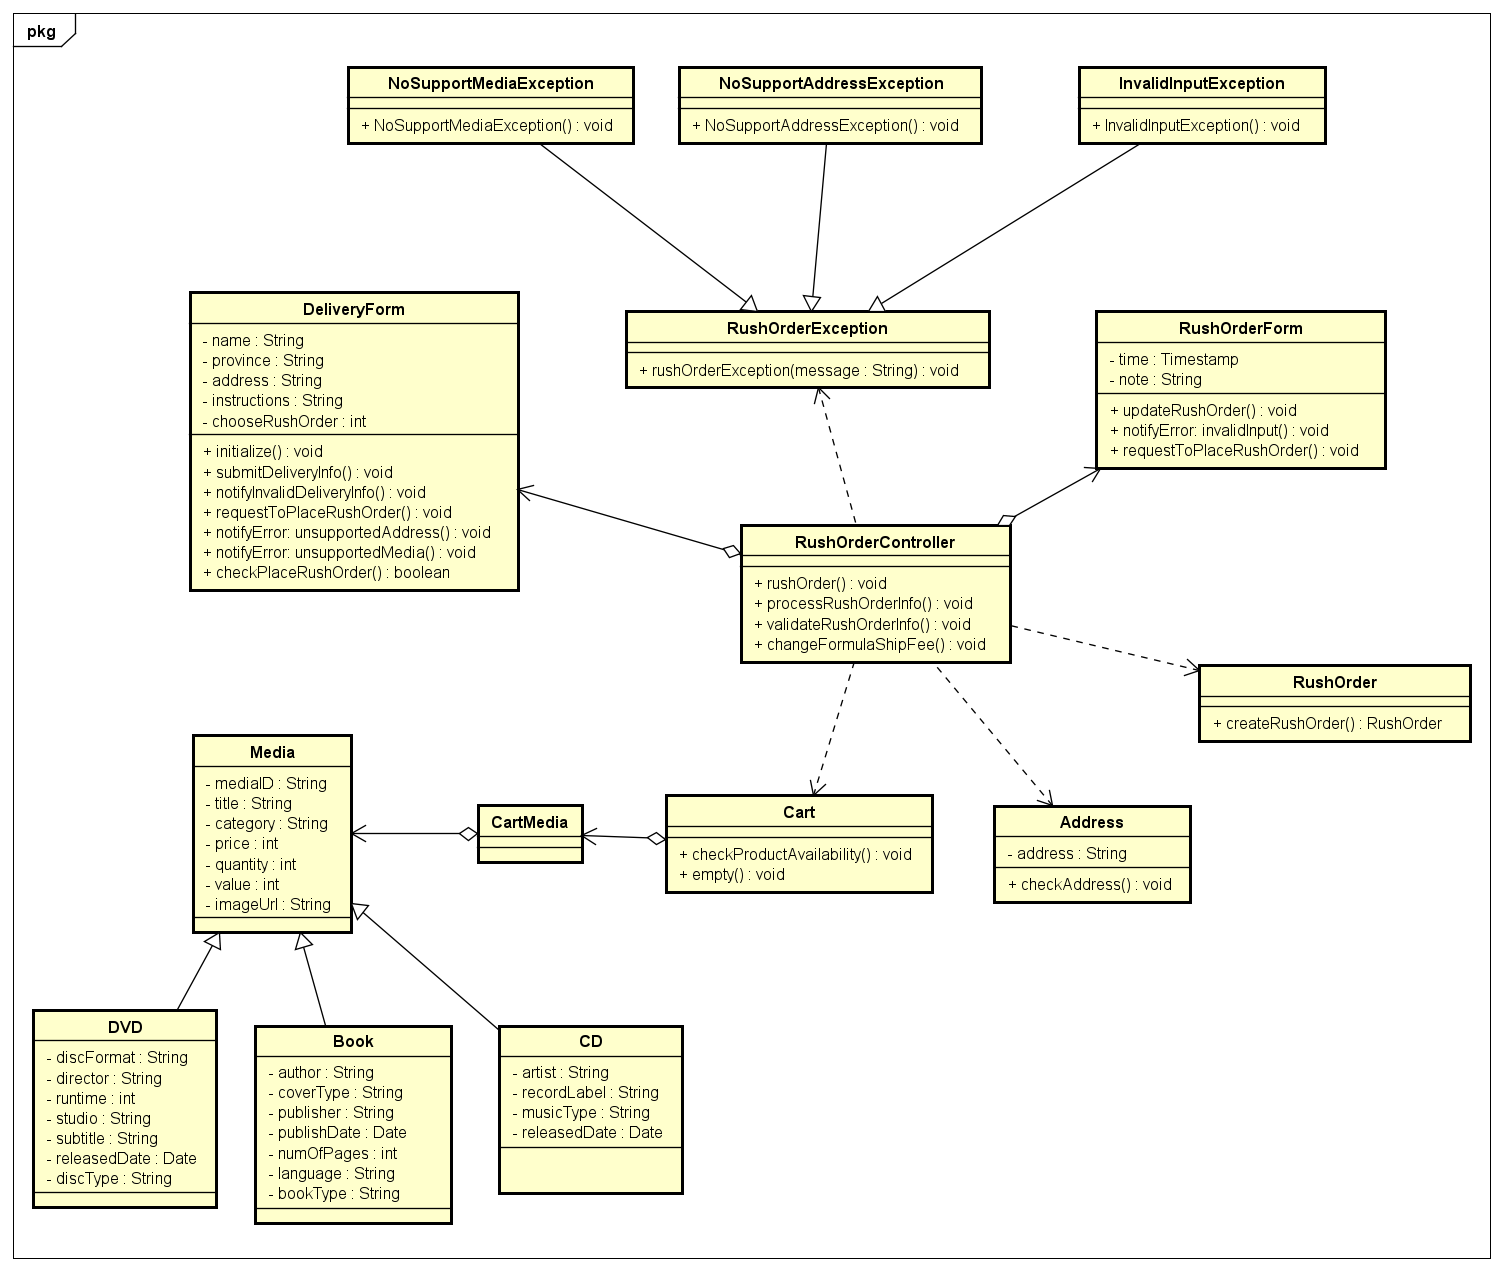 pkg
NoSupportMediaException
+ NoSupportMediaException() : void
NoSupportAddressException
+ NoSupportAddressException() : void
InvalidInputException
+ InvalidInputException() : void
DeliveryForm
- name : String
- province : String
- address : String
- instructions : String
- chooseRushOrder : int
+ initialize() : void
+ submitDeliveryInfo() : void
+ notifyInvalidDeliveryInfo() : void
+ requestToPlaceRushOrder() : void
+ notifyError: unsupportedAddress() : void
+ notifyError: unsupportedMedia() : void
+ checkPlaceRushOrder() : boolean
RushOrderException
+ rushOrderException(message : String) : void
RushOrderForm
- time : Timestamp
- note : String
+ updateRushOrder() : void
+ notifyError: invalidInput() : void
+ requestToPlaceRushOrder() : void
RushOrderController
+ rushOrder() : void
+ processRushOrderInfo() : void
+ validateRushOrderInfo() : void
+ changeFormulaShipFee() : void
RushOrder
+ createRushOrder() : RushOrder
Media
- mediaID : String
- title : String
- category : String
- price : int
- quantity : int
- value : int
- imageUrl : String
CartMedia
Cart
+ checkProductAvailability() : void
+ empty() : void
Address
- address : String
+ checkAddress() : void
DVD
- discFormat : String
- director : String
- runtime : int
- studio : String
- subtitle : String
- releasedDate : Date
- discType : String
Book
- author : String
- coverType : String
- publisher : String
- publishDate : Date
- numOfPages : int
- language : String
- bookType : String
CD
- artist : String
- recordLabel : String
- musicType : String
- releasedDate : Date